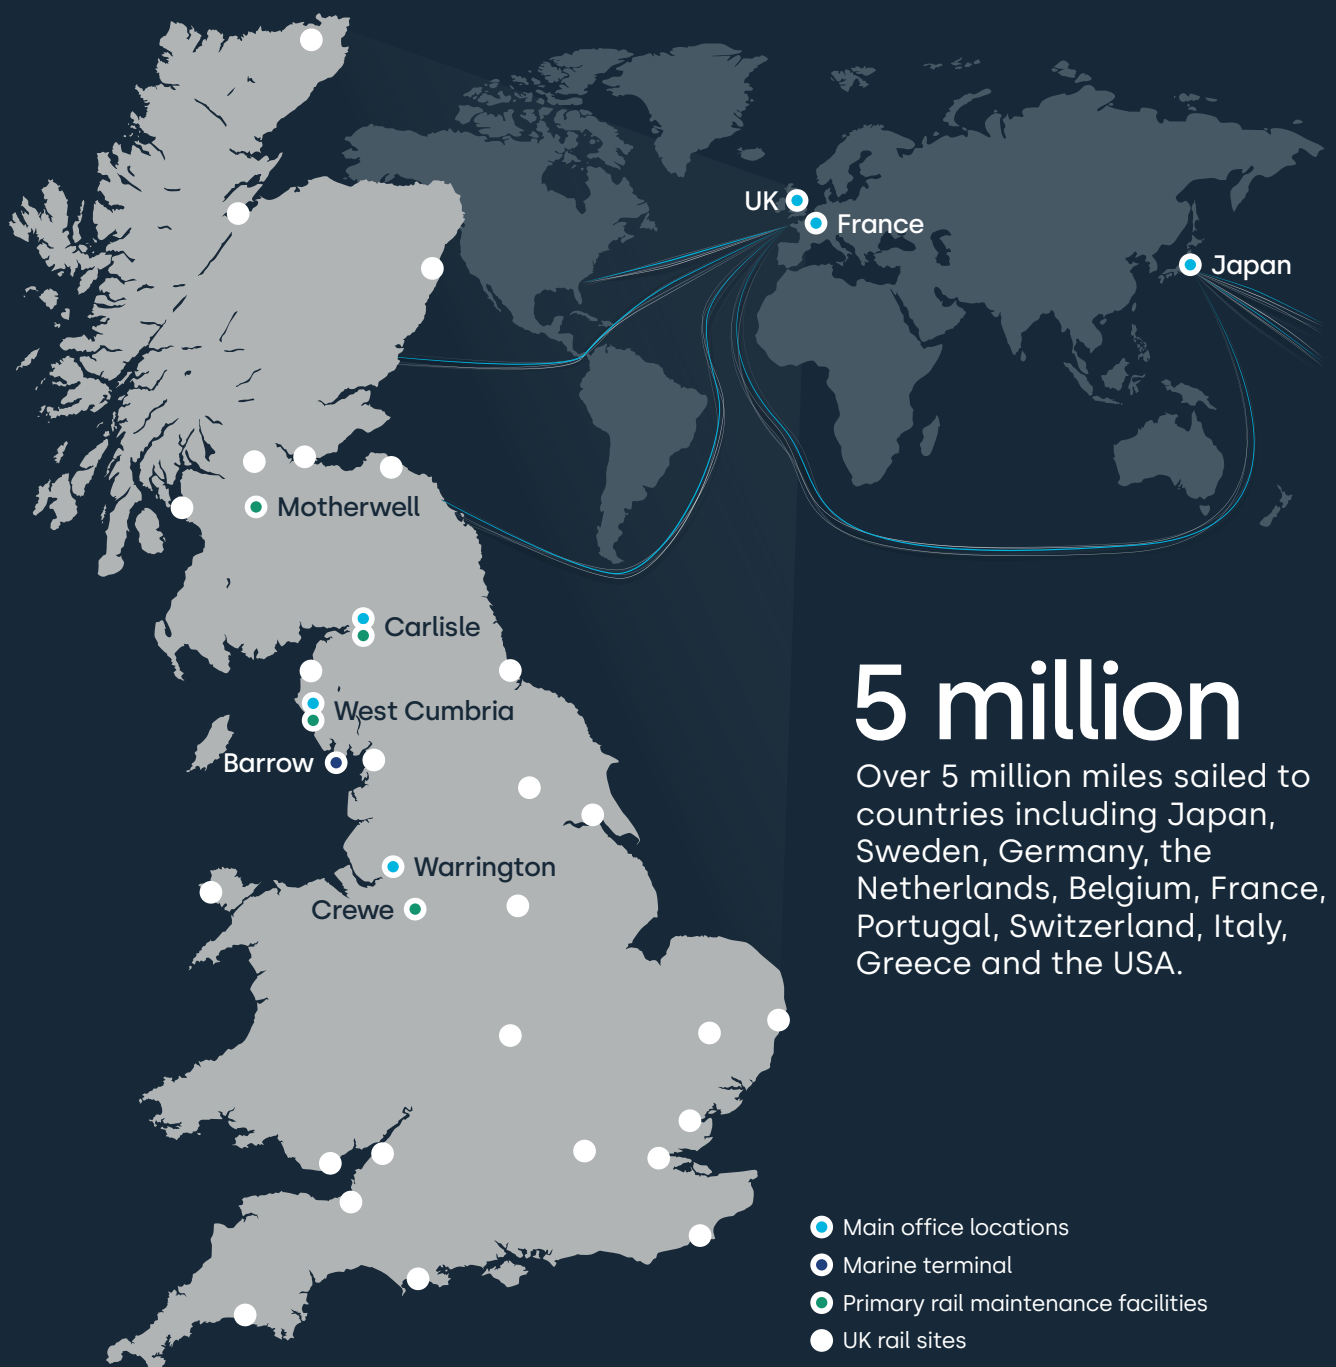 UK
France
Japan
Motherwell
Carlisle
West Cumbria
Barrow
Warrington
Crewe
5 million
Over 5 million miles sailed to
countries including Japan,
Sweden, Germany, the
Netherlands, Belgium, France,
Portugal, Switzerland, Italy,
Greece and the USA.
Main office locations
Marine terminal
Primary rail maintenance facilities
UK rail sites